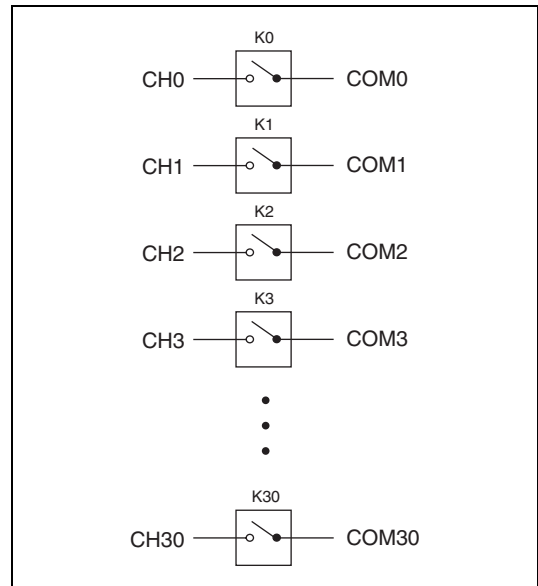 K0
CH0 COM0
K1
CH1 COM1
K2
CH2 COM2
K3
CH3 COM3
K30
CH30 COM30